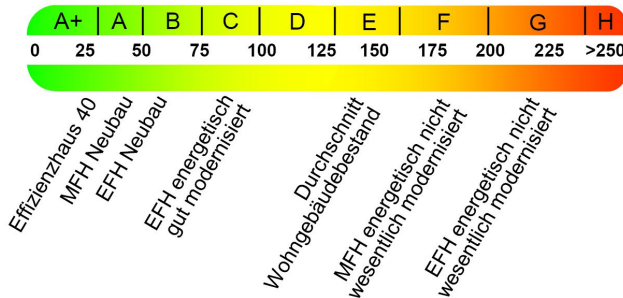 A+ A B C D E F G H
0 25 50 75 100 125 150 175 200 225 >250
Effizienzhaus 40
MFH Neubau
EFH Neubau
EFH energetisch
gut modernisiert
Durchschnitt
Wohngebäudebestand
MFH energetisch nicht
wesentlich modernisiert
EFH energetisch nicht
wesentlich modernisiert